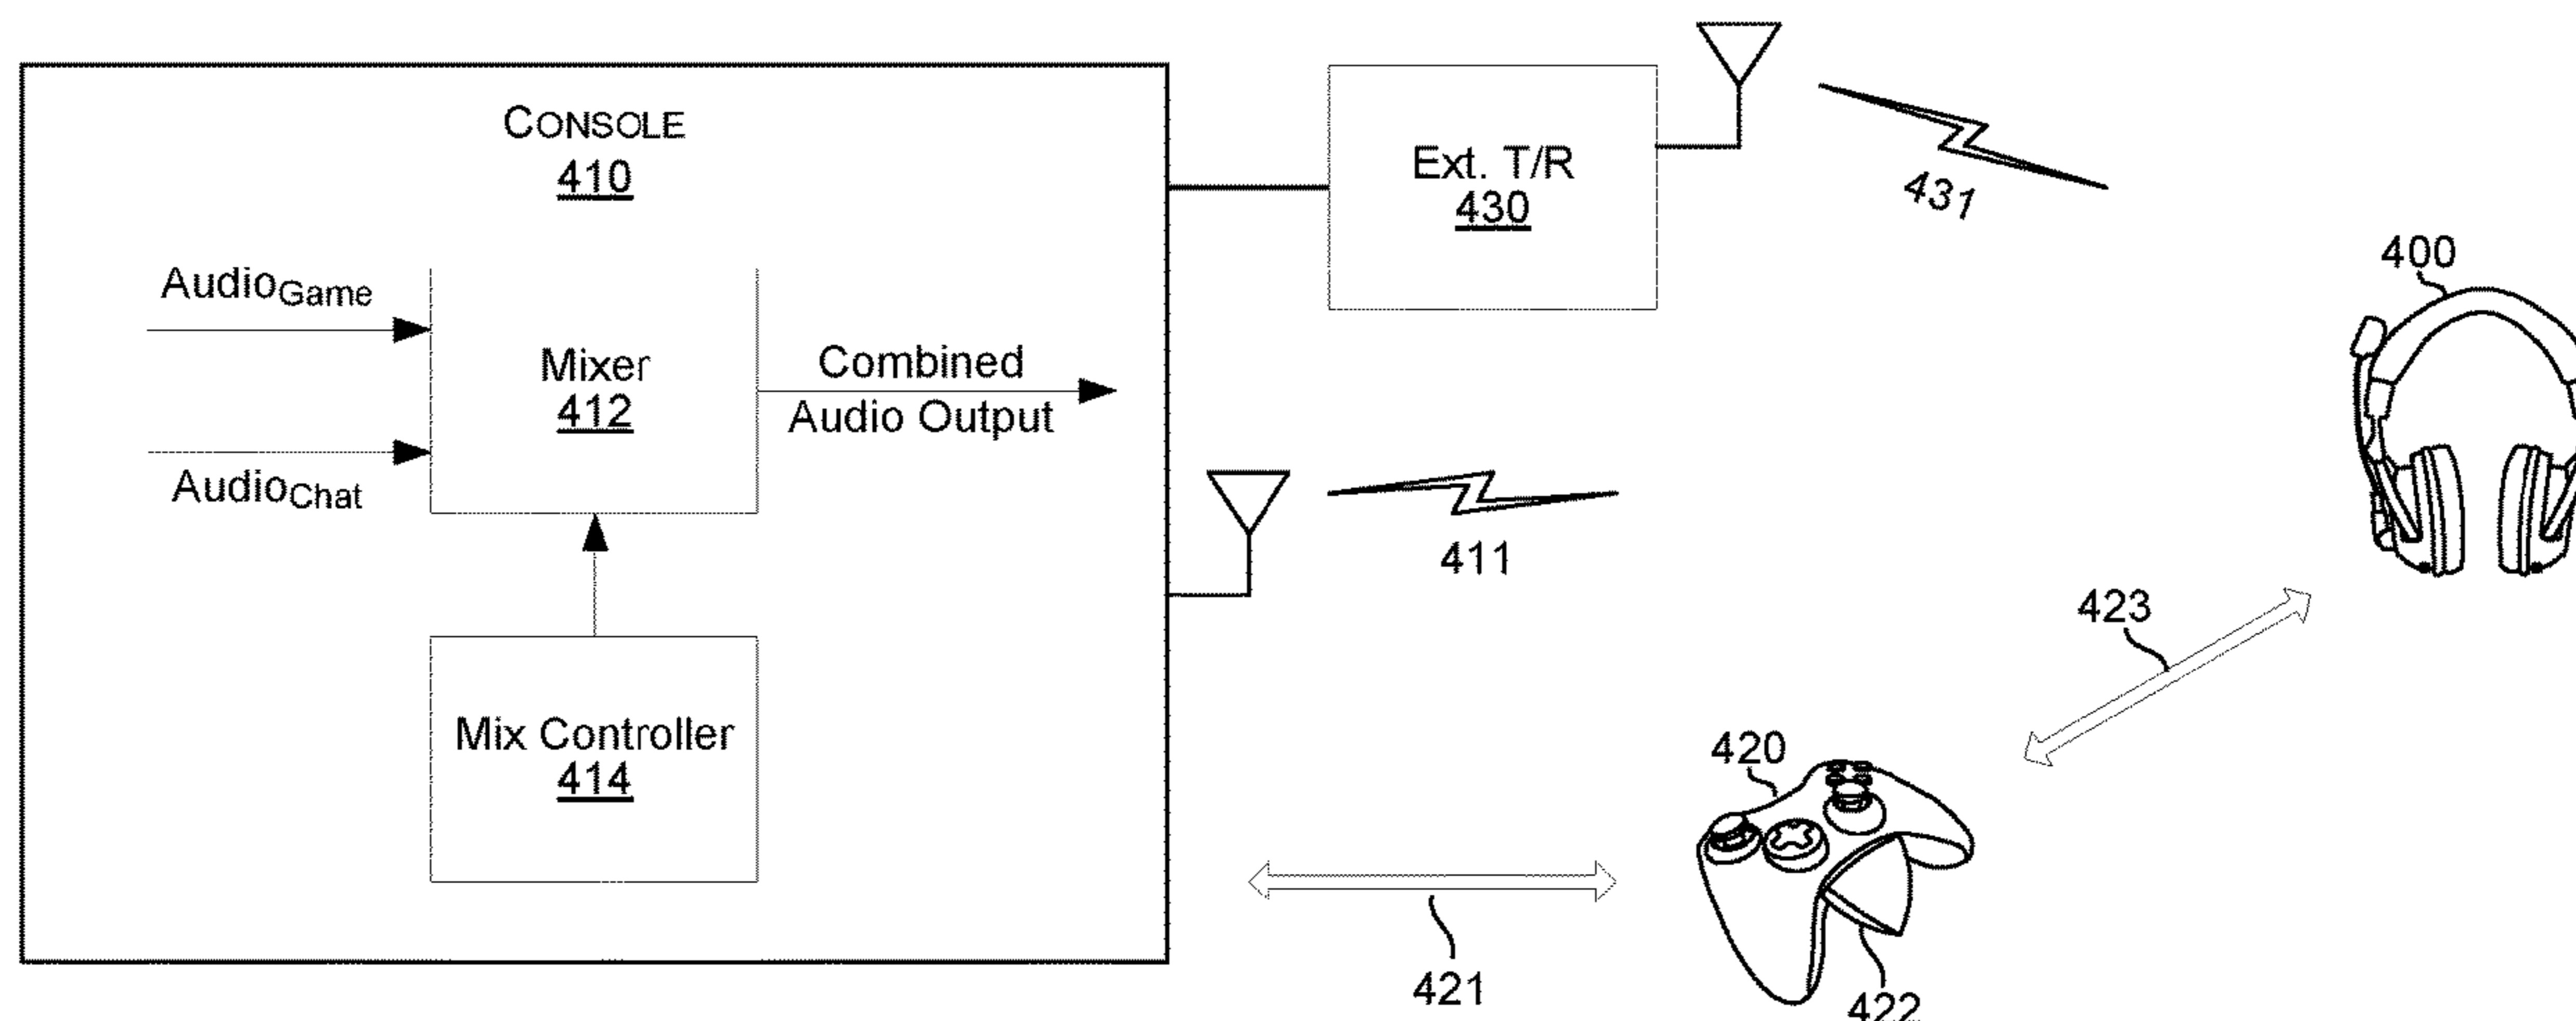 CONSOLE
410
Ext. T/R
430
431
400
AudioGame
Mixer
412
Combined
Audio Output
AudioChat
411
423
Mix Controller
414
420
421
422